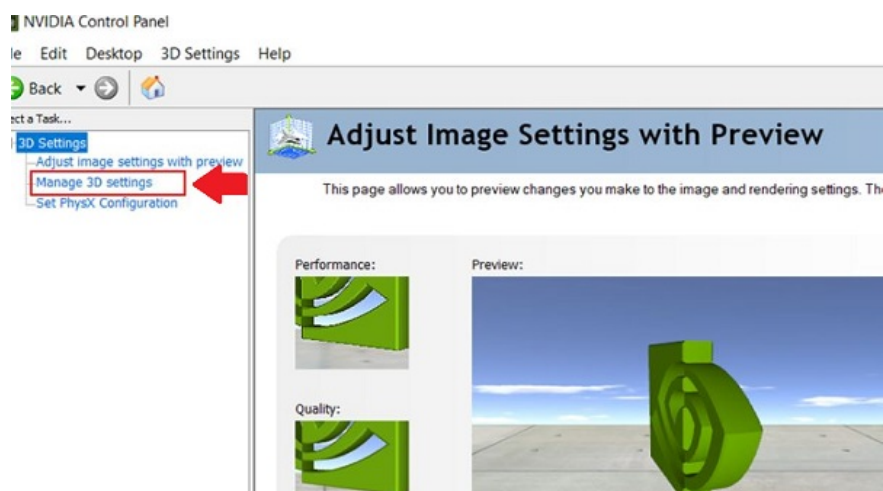 NVIDIA Control Panel
le Edit Desktop 3D Settings Help
Back
ect a Task...
3D Settings
Adjust image settings with preview
Manage 3D settings
Set PhysX Configuration
Adjust Image Settings with Preview
This page allows you to preview changes you make to the image and rendering settings. The
Performance:
Preview:
Quality: